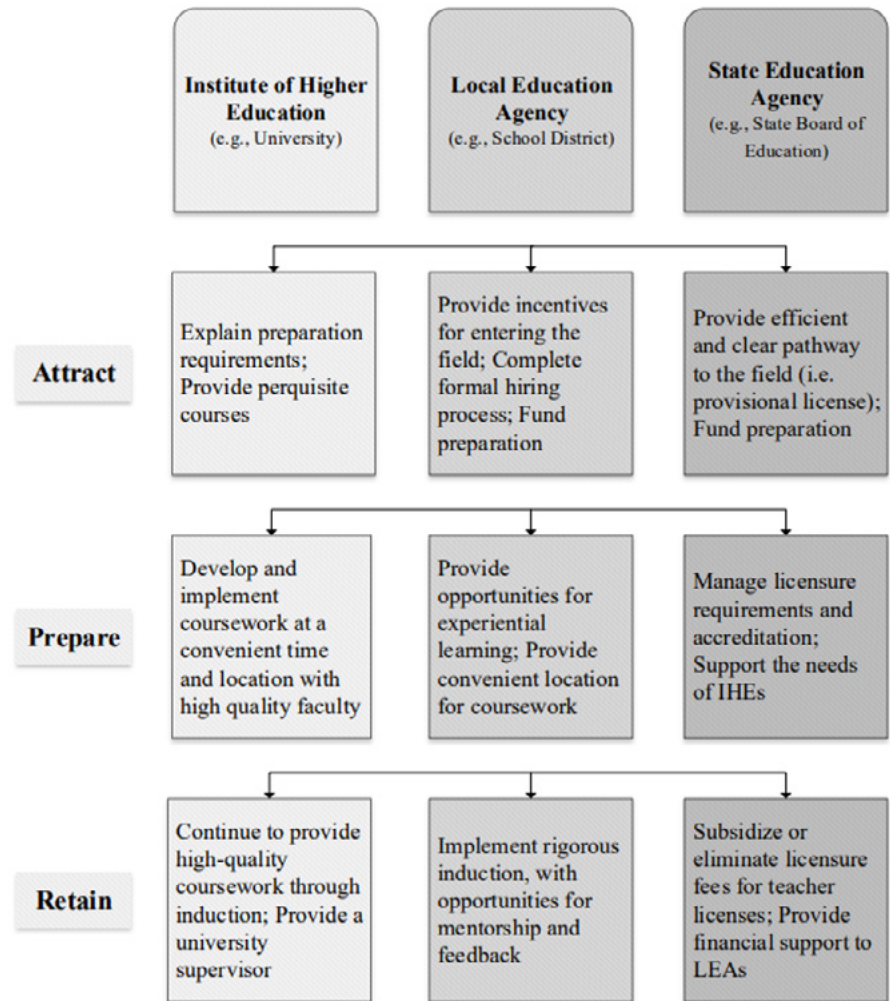 Institute of Higher
Education
(e.g., University)
Local Education
Agency
(e.g., School District)
State Education
Agency
(e.g., State Board of
Education)
Attract
Explain preparation
requirements;
Provide perquisite
courses
Provide incentives
for entering the
field; Complete
formal hiring
process; Fund
preparation
Provide efficient
and clear pathway
to the field (i.e.
provisional license);
Fund preparation
Prepare
Develop and
implement
coursework at a
convenient time
and location with
high quality faculty
Provide
opportunities for
experiential
learning; Provide
convenient location
for coursework
Manage licensure
requirements and
accreditation;
Support the needs
of IHEs
Retain
Continue to provide
high-quality
coursework through
induction; Provide a
university
supervisor
Implement rigorous
induction, with
opportunities for
mentorship and
feedback
Subsidize or
eliminate licensure
fees for teacher
licenses; Provide
financial support to
LEAs